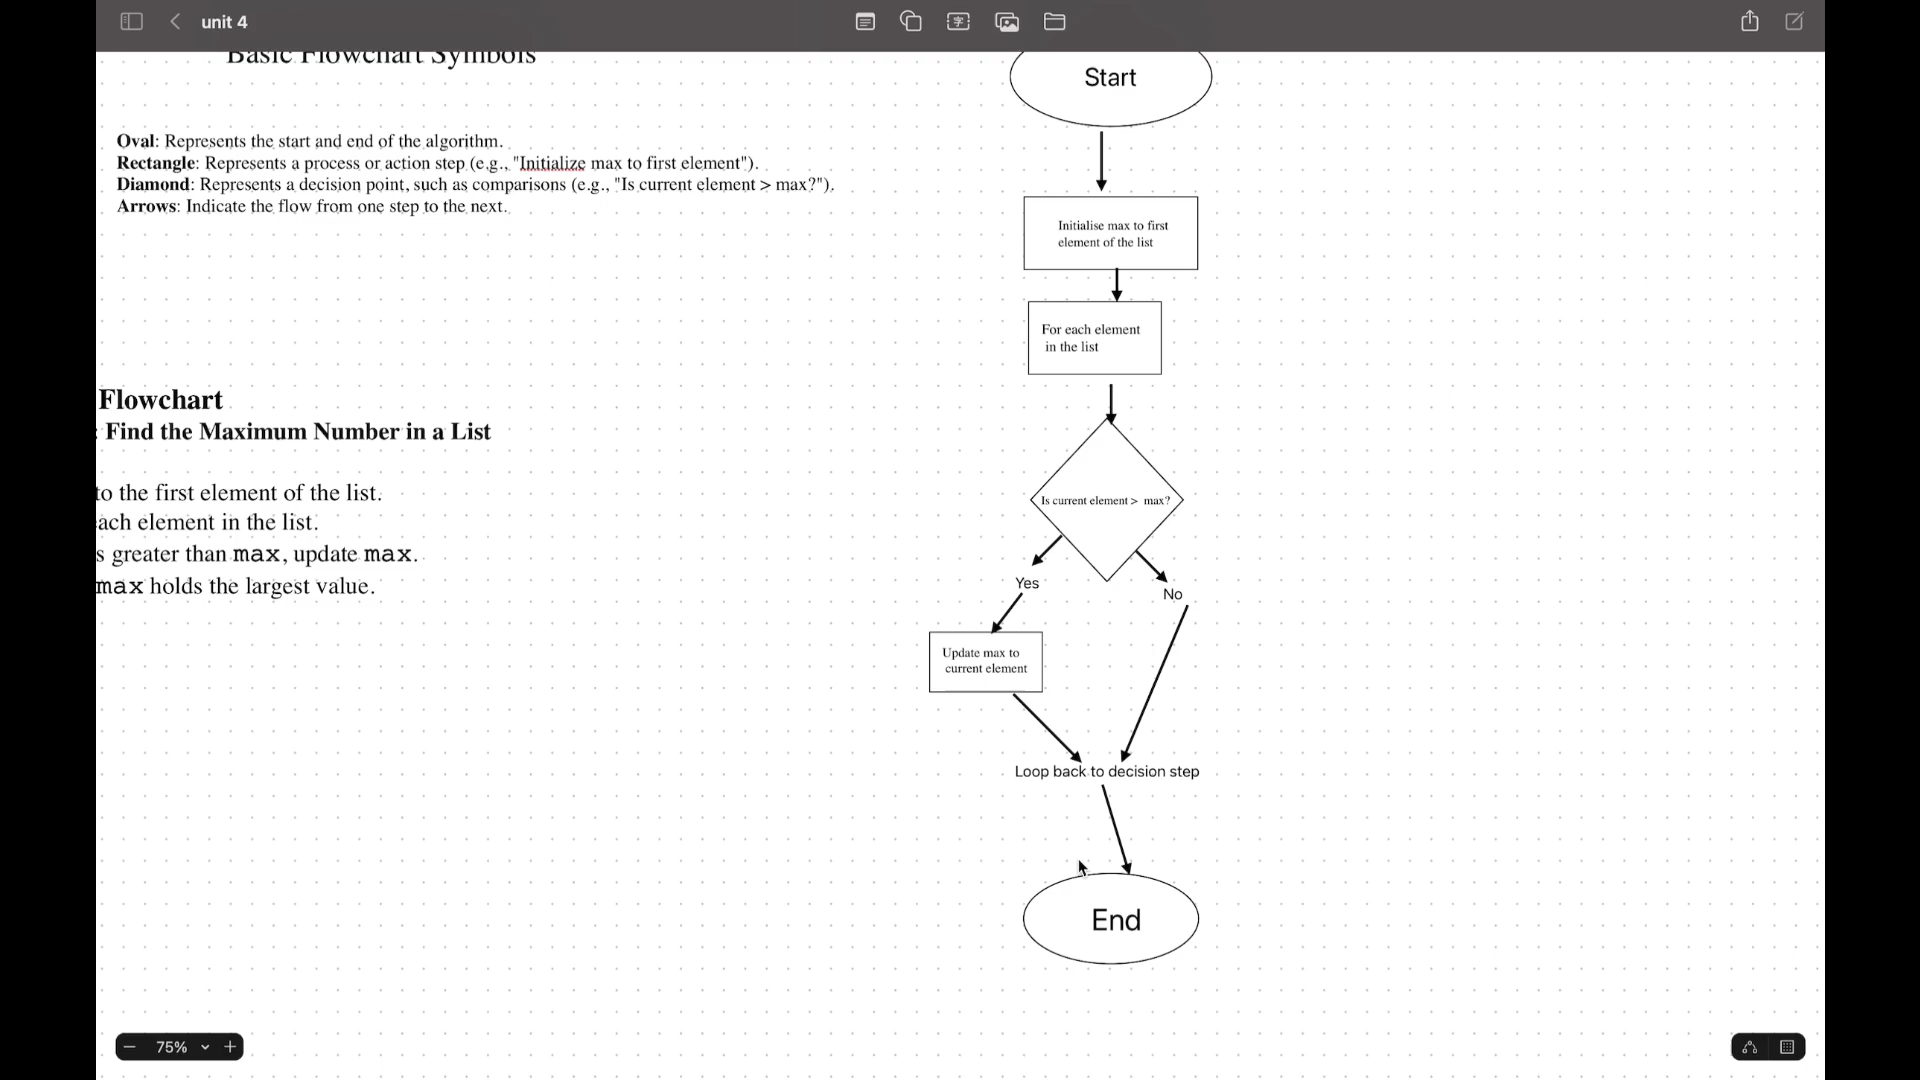 unit 4
Basic Flowchart Symbols
Oval: Represents the start and end of the algorithm.
Rectangle: Represents a process or action step (e.g., "Initialize max to first element").
Diamond: Represents a decision point, such as comparisons (e.g., "Is current element > max?").
Arrows: Indicate the flow from one step to the next.
Flowchart
: Find the Maximum Number in a List
to the first element of the list.
each element in the list.
s greater than max, update max.
max holds the largest value.
Start
Initialise max to first
element of the list
For each element
in the list
Is current element > max?
Yes
No
Update max to
current element
Loop back to decision step
End
75%